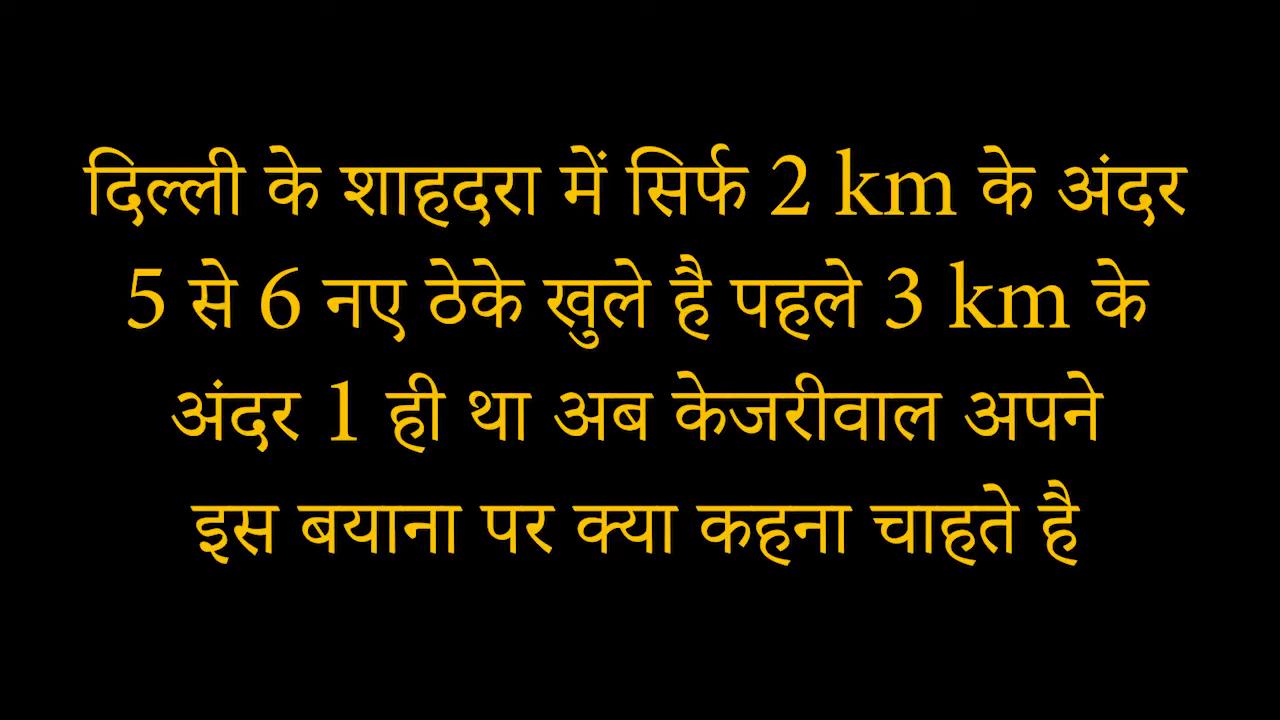 दिल्ली के शाहदरा में सिर्फ 2 km के अंदर
5 से 6 नए ठेके खुले है पहले 3 km के
अंदर 1 ही था अब केजरीवाल अपने
इस बयाना पर क्या कहना चाहते है